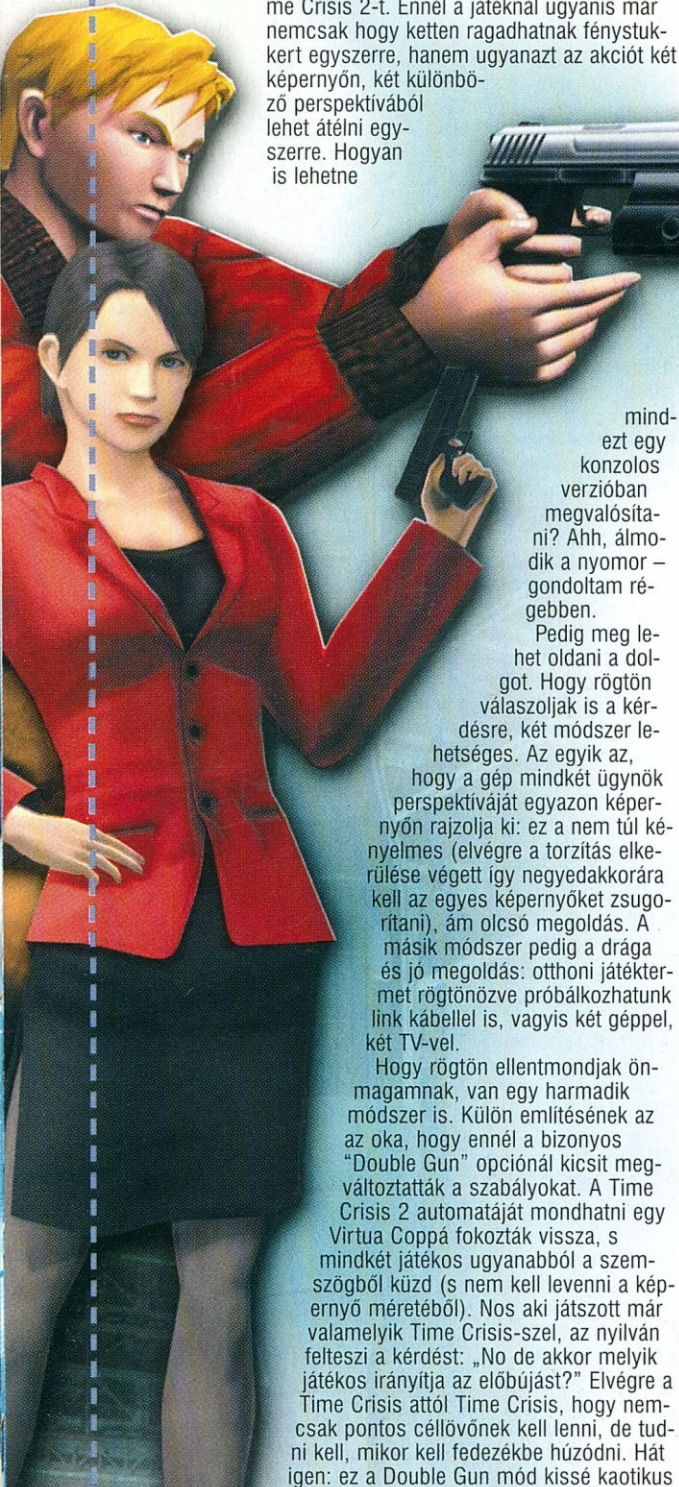 me Crisis 2-t. Ennél a játéknál ugyanis már
nemcsak hogy ketten ragadhatnak fénystuk-
kert egyszerre, hanem ugyanazt az akciót két
képernyőn, két különbö-
ző perspektívából
lehet átélni egy-
szerre. Hogyan
is lehetne
mind-
ezt egy
konzolos
verzióban
megvalósíta-
ni? Ahh, álmo-
dik a nyomor –
gondoltam ré-
gebben.
Pedig meg le-
het oldani a dol-
got. Hogy rögtön
válaszoljak is a kér-
désre, két módszer le-
hetséges. Az egyik az,
hogy a gép mindkét ügynök
perspektíváját egyazon képer-
nyőn rajzolja ki: ez a nem túl ké-
nyelmes (elvégre a torzítás elke-
rülése végett így negyedakkorára
kell az egyes képernyőket zsugo-
rítani), ám olcsó megoldás. A
másik módszer pedig a drága
és jó megoldás: otthoni játékter-
met rögtönözve próbálkozhatunk
link kábellel is, vagyis két géppel,
két TV-vel.
Hogy rögtön ellentmondjak ön-
magamnak, van egy harmadik
módszer is. Külön említésének az
az oka, hogy ennél a bizonyos
“Double Gun” opciónál kicsit meg-
változtatták a szabályokat. A Time
Crisis 2 automatáját mondhatni egy
Virtua Coppá fokozták vissza, s
mindkét játékos ugyanabból a szem-
szögből küzd (s nem kell levenni a kép-
ernyő méretéből). Nos aki játszott már
valamelyik Time Crisis-szel, az nyilván
felteszi a kérdést: „No de akkor melyik
játékos irányítja az előbújást?” Elvégre a
Time Crisis attól Time Crisis, hogy nem-
csak pontos céllövőnek kell lenni, de tud-
ni kell, mikor kell fedezékbe húzódni. Hát
igen: ez a Double Gun mód kissé kaotikus